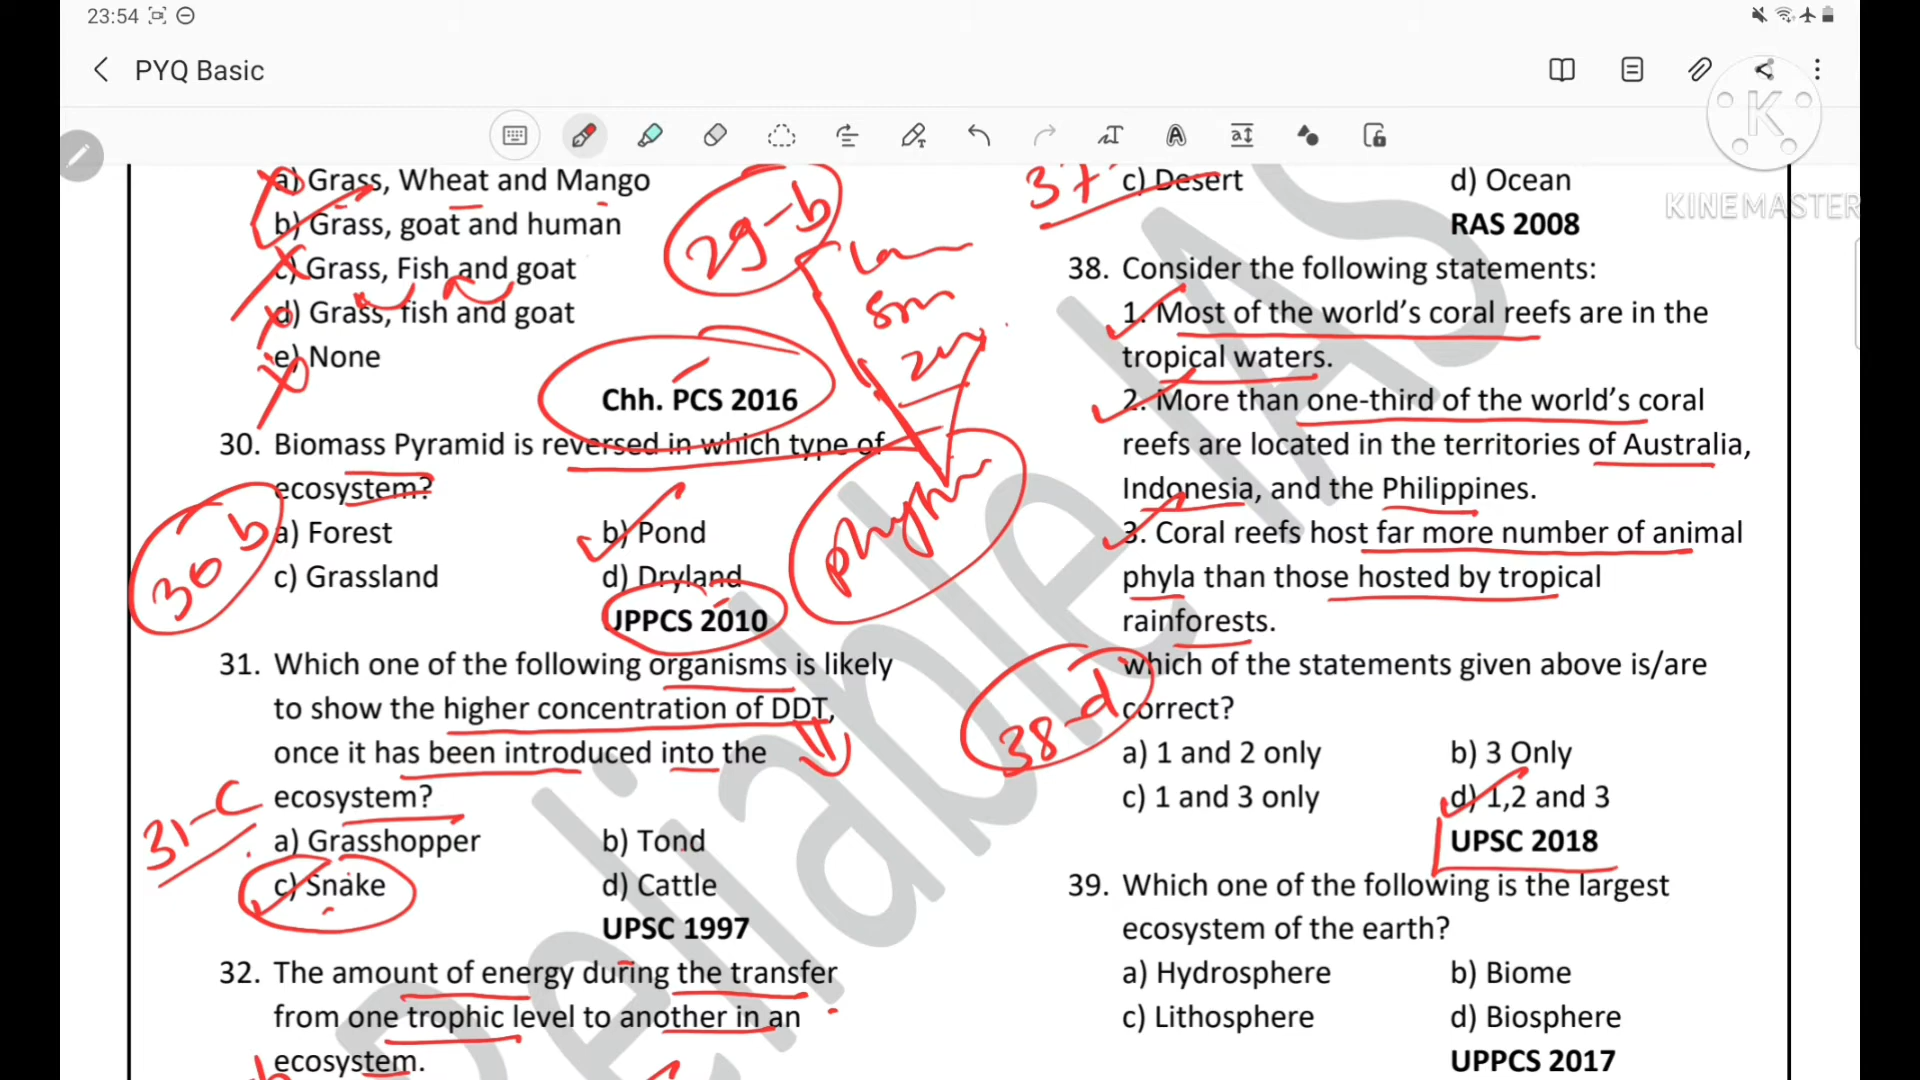 23:54
PYQ Basic
KINEMASTER
a) Grass, Wheat and Mango
b) Grass, goat and human
c) Grass, Fish and goat
d) Grass, fish and goat
e) None
29-b
Chh. PCS 2016
30. Biomass Pyramid is reversed in which type of
ecosystem?
a) Forest b) Pond
c) Grassland d) Dryland
UPPCS 2010
30 b
31. Which one of the following organisms is likely
to show the higher concentration of DDT,
once it has been introduced into the
ecosystem?
31-c
a) Grasshopper b) Tond
c) Snake d) Cattle
UPSC 1997
32. The amount of energy during the transfer
from one trophic level to another in an
ecosystem.
37-
c) Desert d) Ocean
RAS 2008
38. Consider the following statements:
1. Most of the world’s coral reefs are in the
tropical waters.
2. More than one-third of the world’s coral
reefs are located in the territories of Australia,
Indonesia, and the Philippines.
3. Coral reefs host far more number of animal
phyla than those hosted by tropical
rainforests.
which of the statements given above is/are
correct?
38-d
a) 1 and 2 only b) 3 Only
c) 1 and 3 only d) 1,2 and 3
UPSC 2018
39. Which one of the following is the largest
ecosystem of the earth?
a) Hydrosphere b) Biome
c) Lithosphere d) Biosphere
UPPCS 2017
Reliable IAS